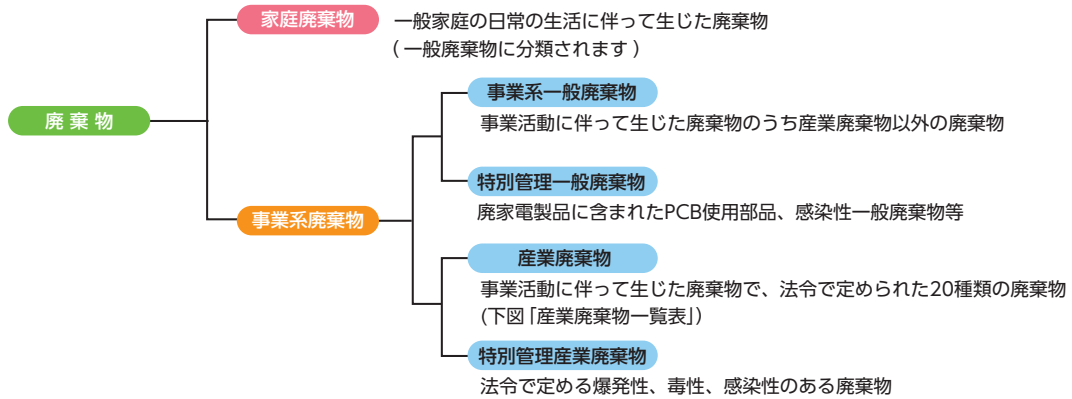 家庭廃棄物
一般家庭の日常の生活に伴って生じた廃棄物
(一般廃棄物に分類されます)
廃棄物
事業系一般廃棄物
事業活動に伴って生じた廃棄物のうち産業廃棄物以外の廃棄物
特別管理一般廃棄物
廃家電製品に含まれたPCB使用部品、感染性一般廃棄物等
事業系廃棄物
産業廃棄物
事業活動に伴って生じた廃棄物で、法令で定められた20種類の廃棄物
(下図「産業廃棄物一覧表」)
特別管理産業廃棄物
法令で定める爆発性、毒性、感染性のある廃棄物